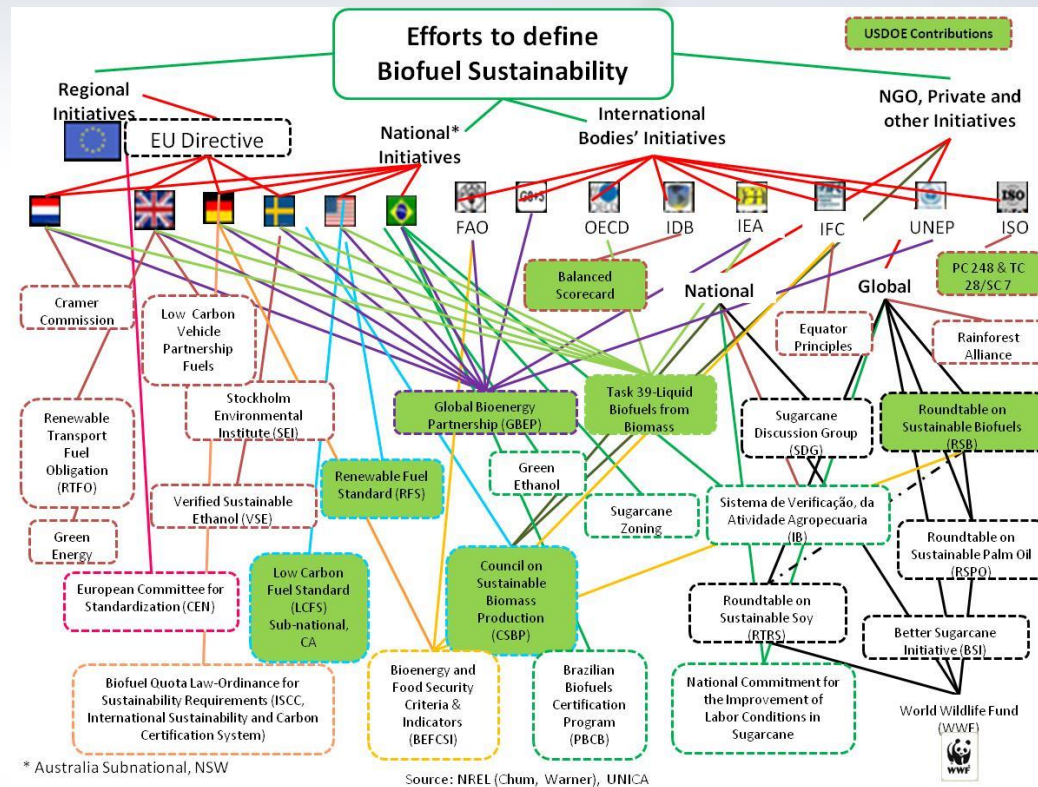 Efforts to define
Biofuel Sustainability
USDOE Contributions
Regional
Initiatives
EU Directive
National*
Initiatives
International
Bodies' Initiatives
NGO, Private and
other Initiatives
FAO
G8+5
OECD
IDB
IEA
IFC
UNEP
ISO
ISO
Cramer
Commission
Low Carbon
Vehicle
Partnership
Fuels
Balanced
Scorecard
National
Global
PC 248 & TC
28/SC 7
Equator
Principles
Rainforest
Alliance
Renewable
Transport
Fuel
Obligation
(RTFO)
Stockholm
Environmental
Institute (SEI)
Global Bioenergy
Partnership (GBEP)
Task 39-Liquid
Biofuels from
Biomass
Sugarcane
Discussion Group
(SDG)
Roundtable on
Sustainable Biofuels
(RSB)
Green
Energy
Verified Sustainable
Ethanol (VSE)
Renewable Fuel
Standard (RFS)
Green
Ethanol
Sugarcane
Zoning
Sistema de Verificação, da
Atividade Agropecuaria
(IB)
Roundtable on
Sustainable Palm Oil
(RSPO)
European Committee for
Standardization (CEN)
Low Carbon
Fuel Standard
(LCFS)
Sub-national,
CA
Council on
Sustainable
Biomass
Production
(CSBP)
Roundtable on
Sustainable Soy
(RTRS)
Better Sugarcane
Initiative (BSI)
Biofuel Quota Law-Ordinance for
Sustainability Requirements (ISCC,
International Sustainability and Carbon
Certification System)
Bioenergy and
Food Security
Criteria &
Indicators
(BEFCSI)
Brazilian
Biofuels
Certification
Program
(PBCB)
National Commitment for
the Improvement of
Labor Conditions in
Sugarcane
World Wildlife Fund
(WWF)
WWF
* Australia Subnational, NSW
Source: NREL (Chum, Warner), UNICA